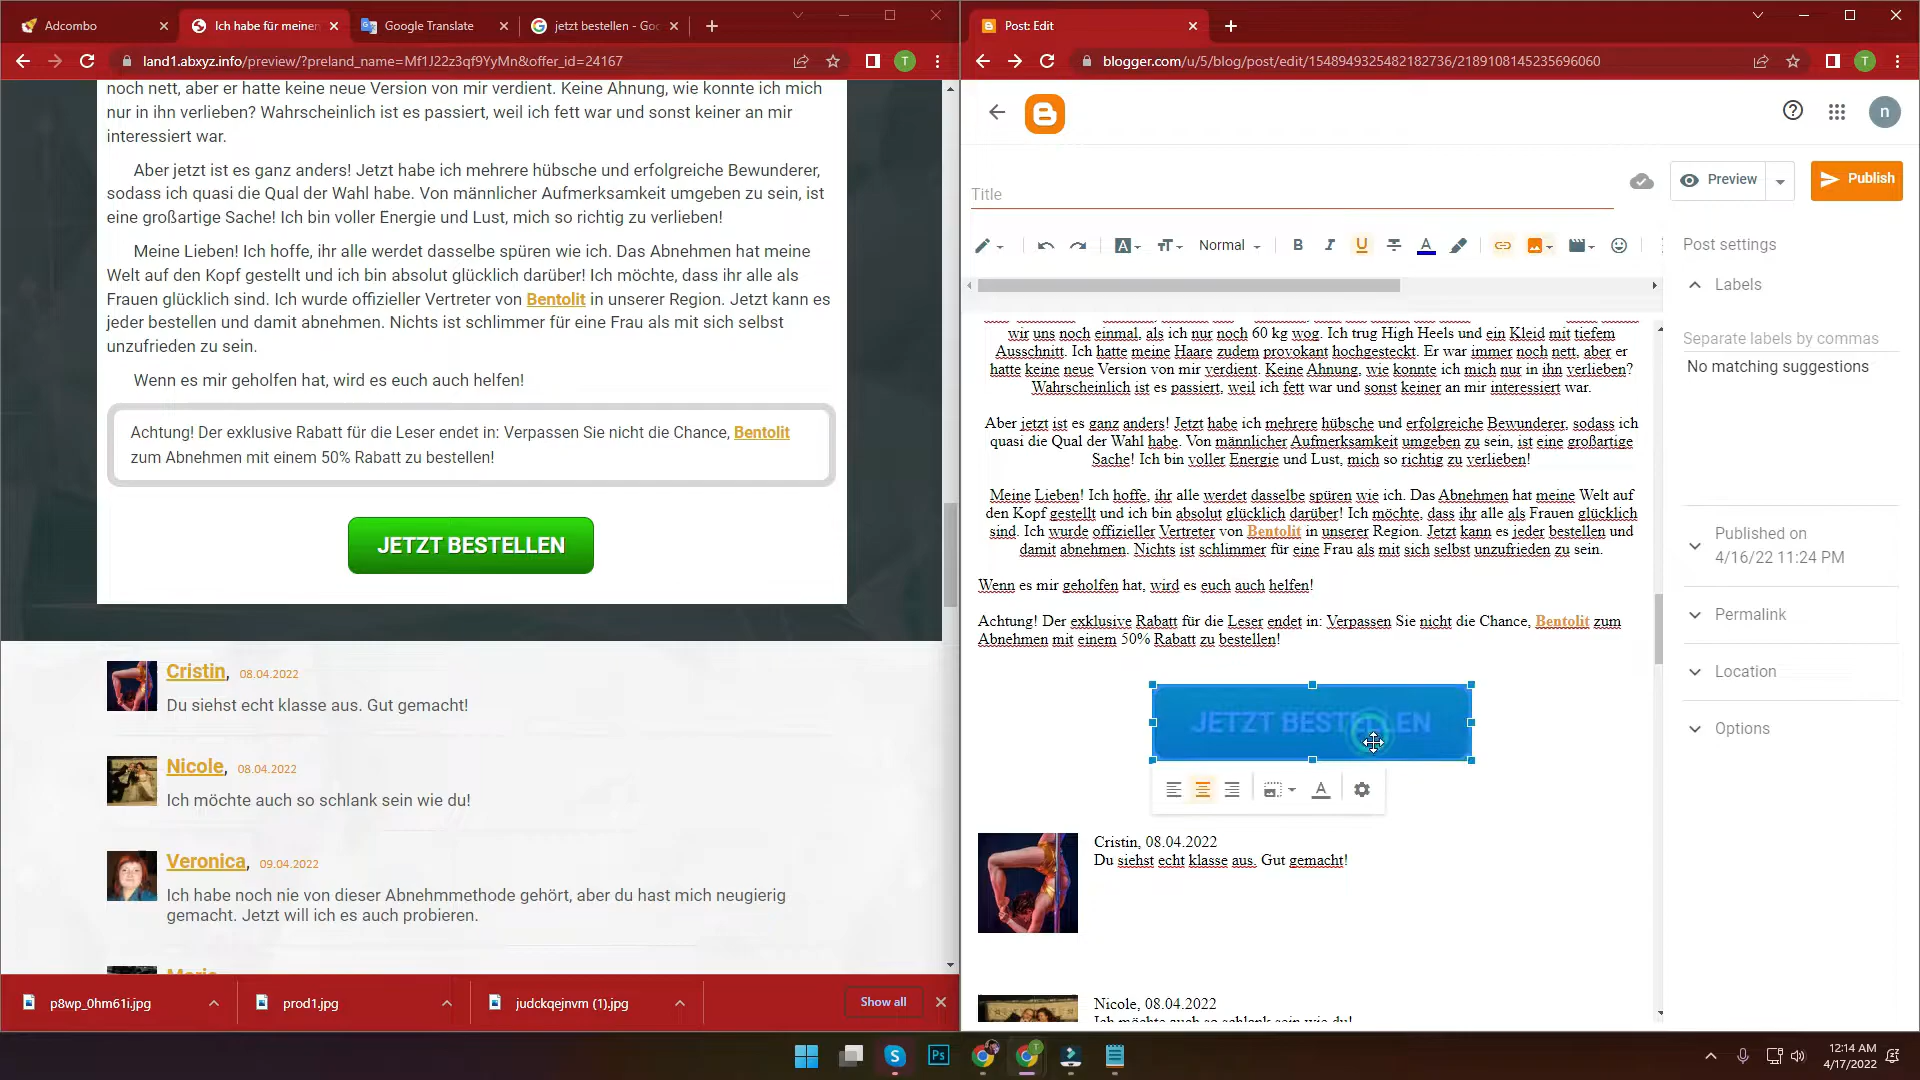 Adcombo
Ich habe für meinen
Google Translate
jetzt bestellen - Goo
land1.abxyz.info/preview/?preland_name=Mf1J22z3qf9YyMn&offer_id=24167
T
noch nett, aber er hatte keine neue Version von mir verdient. Keine Ahnung, wie konnte ich mich
nur in ihn verlieben? Wahrscheinlich ist es passiert, weil ich fett war und sonst keiner an mir
interessiert war.
Aber jetzt ist es ganz anders! Jetzt habe ich mehrere hübsche und erfolgreiche Bewunderer,
sodass ich quasi die Qual der Wahl habe. Von männlicher Aufmerksamkeit umgeben zu sein, ist
eine großartige Sache! Ich bin voller Energie und Lust, mich so richtig zu verlieben!
Meine Lieben! Ich hoffe, ihr alle werdet dasselbe spüren wie ich. Das Abnehmen hat meine
Welt auf den Kopf gestellt und ich bin absolut glücklich darüber! Ich möchte, dass ihr alle als
Frauen glücklich sind. Ich wurde offizieller Vertreter von Bentolit in unserer Region. Jetzt kann es
jeder bestellen und damit abnehmen. Nichts ist schlimmer für eine Frau als mit sich selbst
unzufrieden zu sein.
Wenn es mir geholfen hat, wird es euch auch helfen!
Achtung! Der exklusive Rabatt für die Leser endet in: Verpassen Sie nicht die Chance, Bentolit
zum Abnehmen mit einem 50% Rabatt zu bestellen!
JETZT BESTELLEN
Cristin, 08.04.2022
Du siehst echt klasse aus. Gut gemacht!
Nicole, 08.04.2022
Ich möchte auch so schlank sein wie du!
Veronica, 09.04.2022
Ich habe noch nie von dieser Abnehmmethode gehört, aber du hast mich neugierig
gemacht. Jetzt will ich es auch probieren.
p8wp_0hm61i.jpg
prod1.jpg
judckqejnvm (1).jpg
Show all
Post: Edit
blogger.com/u/5/blog/post/edit/1548949325482182736/2189108145235696060
T
n
Title
Preview
Publish
Normal
B
I
U
S
A
wir uns noch einmal, als ich nur noch 60 kg wog. Ich trug High Heels und ein Kleid mit tiefem
Ausschnitt. Ich hatte meine Haare zudem provokant hochgesteckt. Er war immer noch nett, aber er
hatte keine neue Version von mir verdient. Keine Ahnung, wie konnte ich mich nur in ihn verlieben?
Wahrscheinlich ist es passiert, weil ich fett war und sonst keiner an mir interessiert war.
Aber jetzt ist es ganz anders! Jetzt habe ich mehrere hübsche und erfolgreiche Bewunderer, sodass ich
quasi die Qual der Wahl habe. Von männlicher Aufmerksamkeit umgeben zu sein, ist eine großartige
Sache! Ich bin voller Energie und Lust, mich so richtig zu verlieben!
Meine Lieben! Ich hoffe, ihr alle werdet dasselbe spüren wie ich. Das Abnehmen hat meine Welt auf
den Kopf gestellt und ich bin absolut glücklich darüber! Ich möchte, dass ihr alle als Frauen glücklich
sind. Ich wurde offizieller Vertreter von Bentolit in unserer Region. Jetzt kann es jeder bestellen und
damit abnehmen. Nichts ist schlimmer für eine Frau als mit sich selbst unzufrieden zu sein.
Wenn es mir geholfen hat, wird es euch auch helfen!
Achtung! Der exklusive Rabatt für die Leser endet in: Verpassen Sie nicht die Chance, Bentolit zum
Abnehmen mit einem 50% Rabatt zu bestellen!
JETZT BESTELLEN
Cristin, 08.04.2022
Du siehst echt klasse aus. Gut gemacht!
Nicole, 08.04.2022
Ich möchte auch so schlank sein wie du!
Post settings
Labels
Separate labels by commas
No matching suggestions
Published on
4/16/22 11:24 PM
Permalink
Location
Options
Ps
12:14 AM
4/17/2022